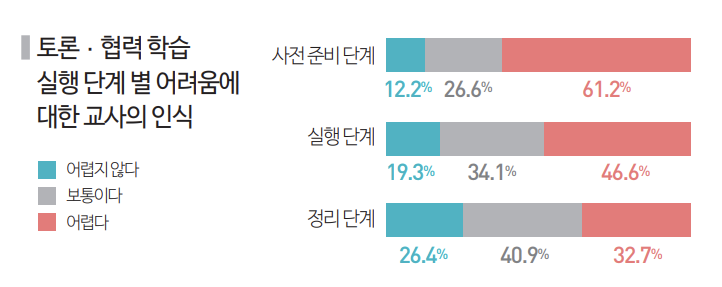 토론 · 협력 학습
실행 단계 별 어려움에
대한 교사의 인식
어렵지 않다
보통이다
어렵다
사전 준비 단계
12.2% 26.6% 61.2%
실행 단계
19.3% 34.1% 46.6%
정리 단계
26.4% 40.9% 32.7%